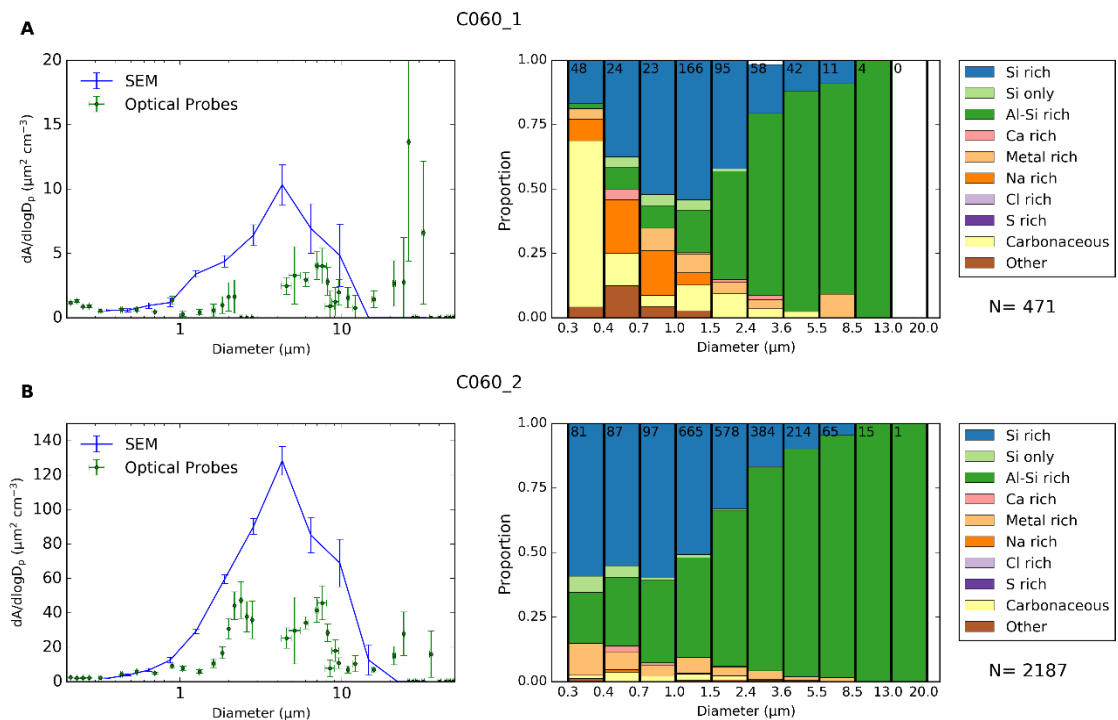 C060_1
A
20
15
10
5
0
dA/dlogDp (μm² cm⁻³)
SEM
Optical Probes
1
10
Diameter (μm)
1.00
0.75
0.50
0.25
0.00
Proportion
48 24 23 166 95 58 42 11 4 0
0.3 0.4 0.7 1.0 1.5 2.4 3.6 5.5 8.5 13.0 20.0
Diameter (μm)
Si rich
Si only
Al-Si rich
Ca rich
Metal rich
Na rich
Cl rich
S rich
Carbonaceous
Other
N= 471
C060_2
B
140
120
100
80
60
40
20
0
dA/dlogDp (μm² cm⁻³)
SEM
Optical Probes
1
10
Diameter (μm)
1.00
0.75
0.50
0.25
0.00
Proportion
81 87 97 665 578 384 214 65 15 1
0.3 0.4 0.7 1.0 1.5 2.4 3.6 5.5 8.5 13.0 20.0
Diameter (μm)
Si rich
Si only
Al-Si rich
Ca rich
Metal rich
Na rich
Cl rich
S rich
Carbonaceous
Other
N= 2187